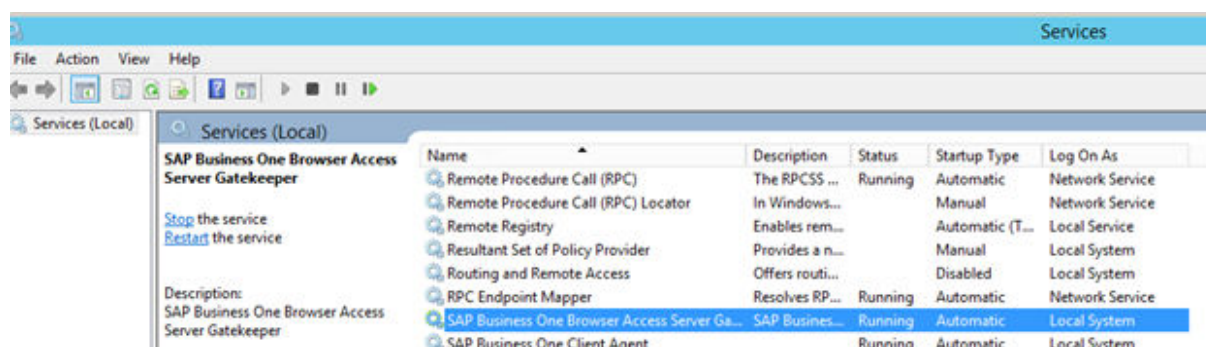 Services
File Action View Help
Services (Local)
Services (Local)
SAP Business One Browser Access
Server Gatekeeper
Stop the service
Restart the service
Description:
SAP Business One Browser Access
Server Gatekeeper
Name Description Status Startup Type Log On As
Remote Procedure Call (RPC) The RPCSS ... Running Automatic Network Service
Remote Procedure Call (RPC) Locator In Windows... Manual Network Service
Remote Registry Enables rem... Automatic (T... Local Service
Resultant Set of Policy Provider Provides a n... Manual Local System
Routing and Remote Access Offers routi... Disabled Local System
RPC Endpoint Mapper Resolves RP... Running Automatic Network Service
SAP Business One Browser Access Server Ga... SAP Busines... Running Automatic Local System
SAP Business One Client Agent Running Automatic Local System